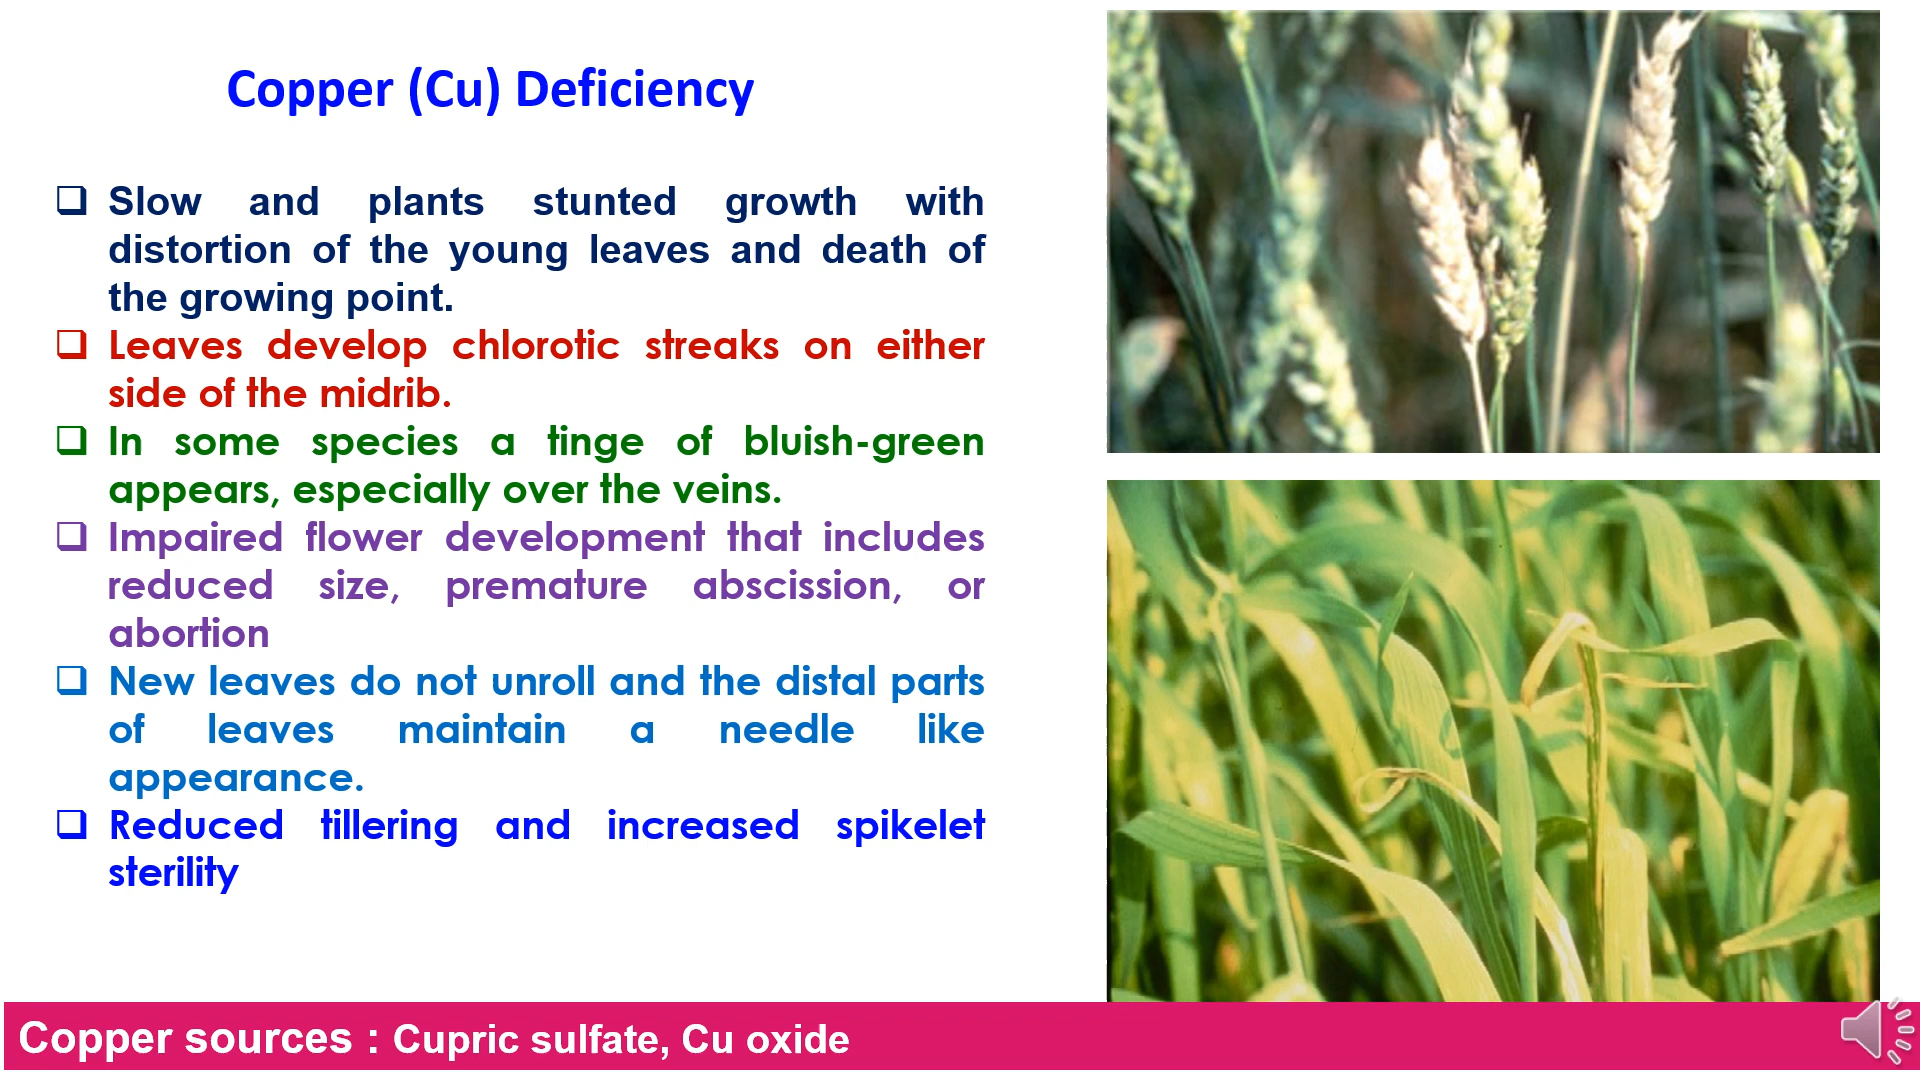 Copper (Cu) Deficiency
❑ Slow and plants stunted growth with
distortion of the young leaves and death of
the growing point.
❑ Leaves develop chlorotic streaks on either
side of the midrib.
❑ In some species a tinge of bluish-green
appears, especially over the veins.
❑ Impaired flower development that includes
reduced size, premature abscission, or
abortion
❑ New leaves do not unroll and the distal parts
of leaves maintain a needle like
appearance.
❑ Reduced tillering and increased spikelet
sterility
Copper sources : Cupric sulfate, Cu oxide